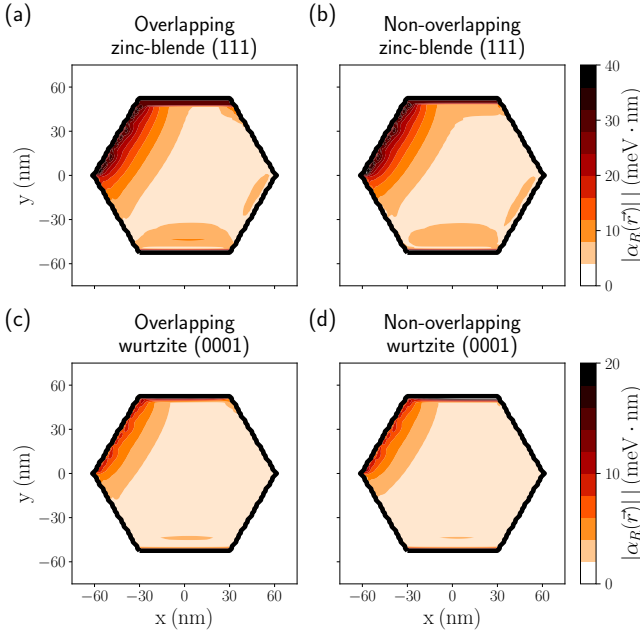 (a)
Overlapping
zinc-blende (111)
(b)
Non-overlapping
zinc-blende (111)
60
30
0
−30
−60
y (nm)
40
30
20
10
0
|α_R(r⃗)| | (meV · nm)
(c)
Overlapping
wurtzite (0001)
(d)
Non-overlapping
wurtzite (0001)
60
30
0
−30
−60
y (nm)
−60 −30 0 30 60
x (nm)
−60 −30 0 30 60
x (nm)
20
10
0
|α_R(r⃗)| | (meV · nm)